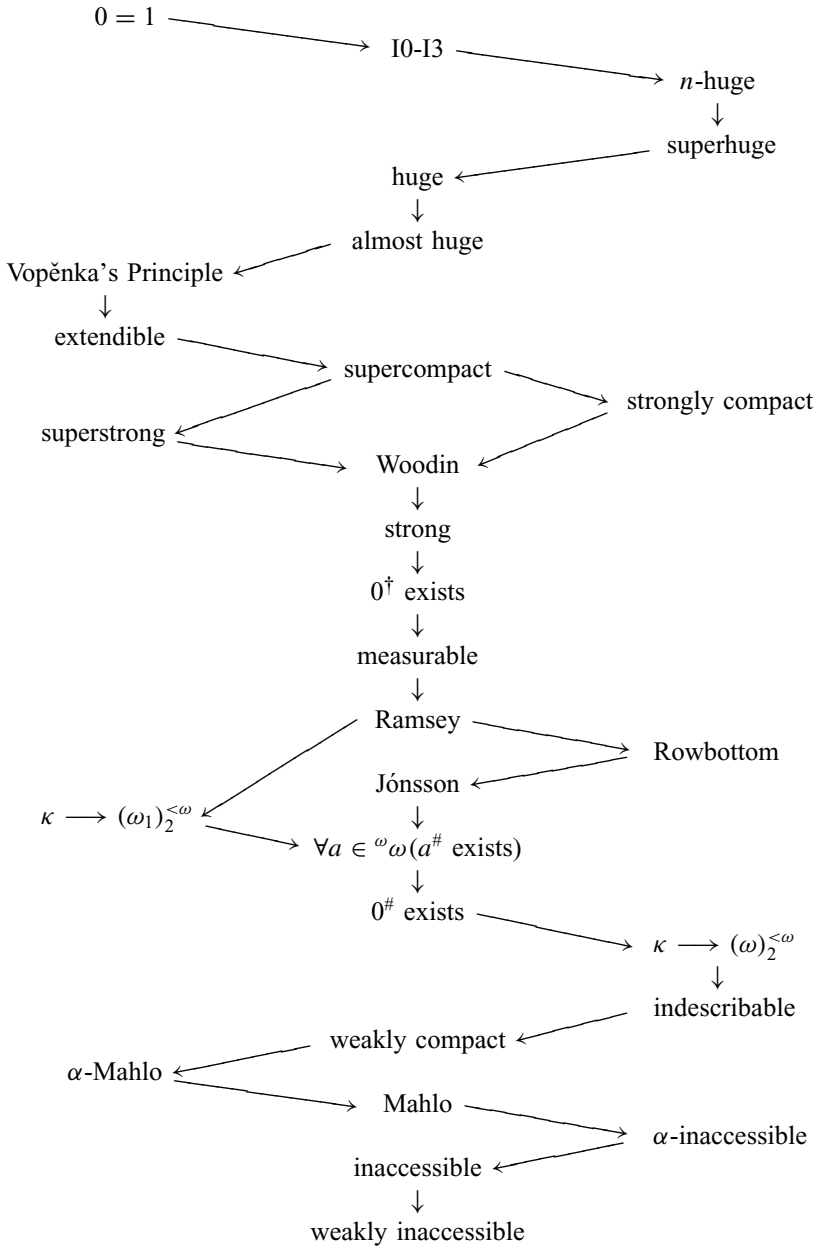 0 = 1
I0-I3
n-huge
superhuge
huge
almost huge
Vopěnka's Principle
extendible
supercompact
strongly compact
superstrong
Woodin
strong
0† exists
measurable
Ramsey
Rowbottom
Jónsson
κ ⟶ (ω₁)₂^{<ω}
∀a ∈ ^ωω(a^# exists)
0^# exists
κ ⟶ (ω)₂^{<ω}
indescribable
weakly compact
α-Mahlo
Mahlo
α-inaccessible
inaccessible
weakly inaccessible